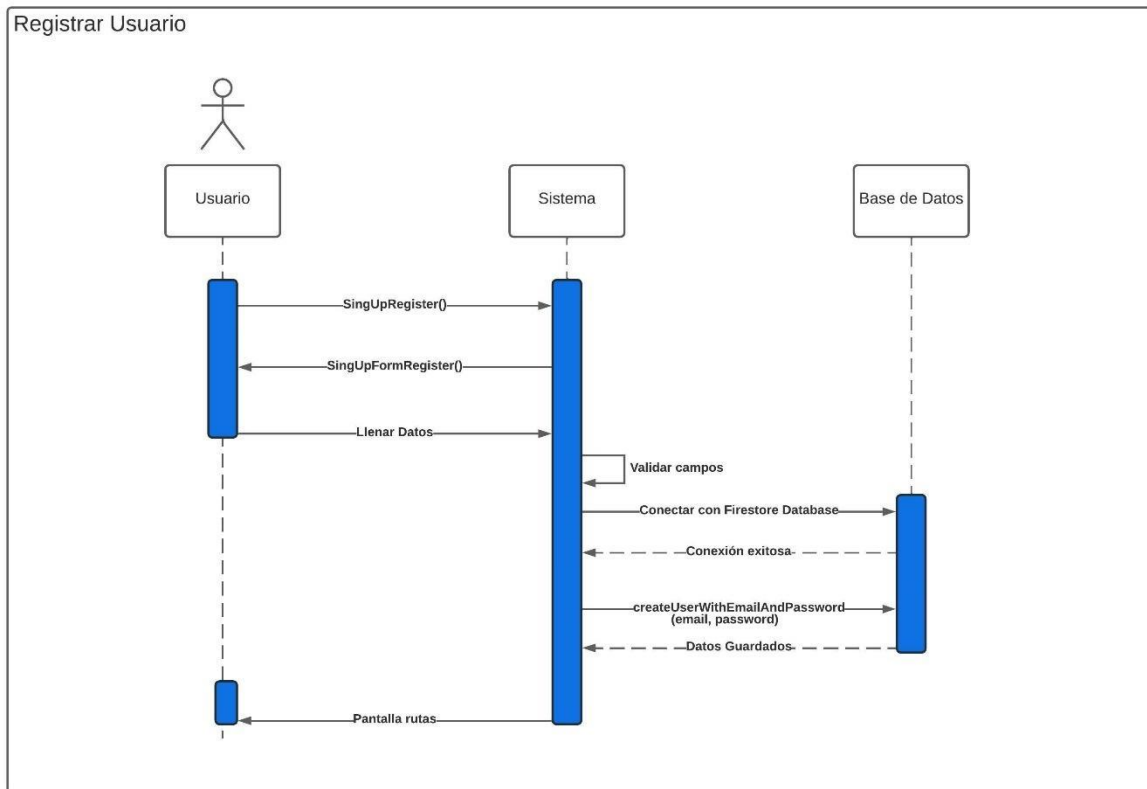 Registrar Usuario
Usuario
Sistema
Base de Datos
SingUpRegister()
SingUpFormRegister()
Llenar Datos
Validar campos
Conectar con Firestore Database
Conexión exitosa
createUserWithEmailAndPassword
(email, password)
Datos Guardados
Pantalla rutas